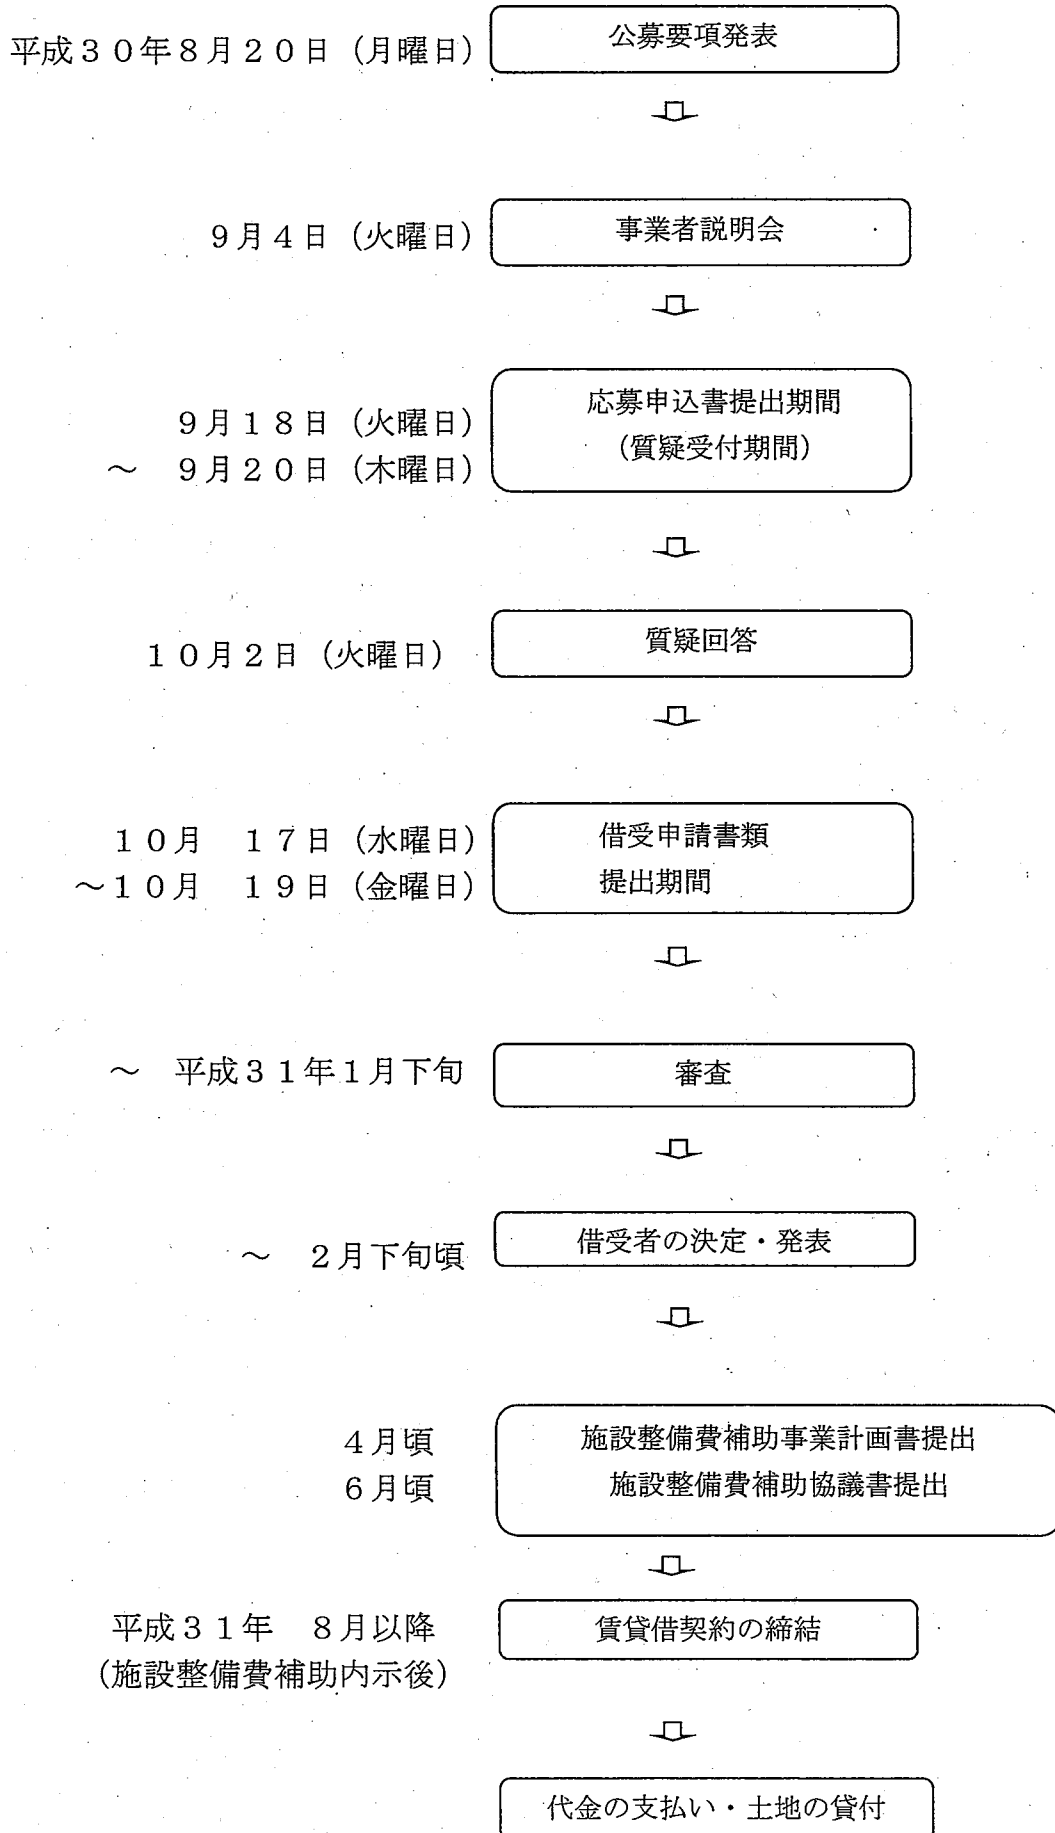 平成３０年８月２０日（月曜日）
公募要項発表
９月４日（火曜日）
事業者説明会
９月１８日（火曜日）
～　９月２０日（木曜日）
応募申込書提出期間
（質疑受付期間）
１０月２日（火曜日）
質疑回答
１０月　１７日（水曜日）
～１０月　１９日（金曜日）
借受申請書類
提出期間
～　平成３１年１月下旬
審査
～　２月下旬頃
借受者の決定・発表
４月頃
６月頃
施設整備費補助事業計画書提出
施設整備費補助協議書提出
平成３１年　８月以降
（施設整備費補助内示後）
賃貸借契約の締結
代金の支払い・土地の貸付